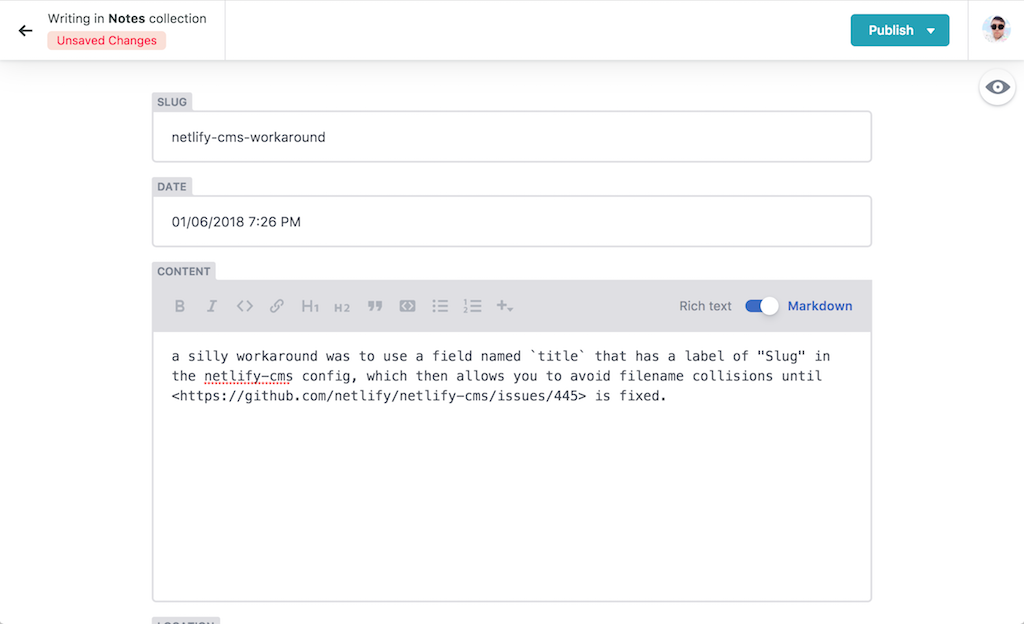 Writing in Notes collection
Unsaved Changes
Publish
SLUG
netlify-cms-workaround
DATE
01/06/2018 7:26 PM
CONTENT
B I H1 H2 Rich text Markdown
a silly workaround was to use a field named `title` that has a label of "Slug" in
the netlify-cms config, which then allows you to avoid filename collisions until
<https://github.com/netlify/netlify-cms/issues/445> is fixed.
LOCATION